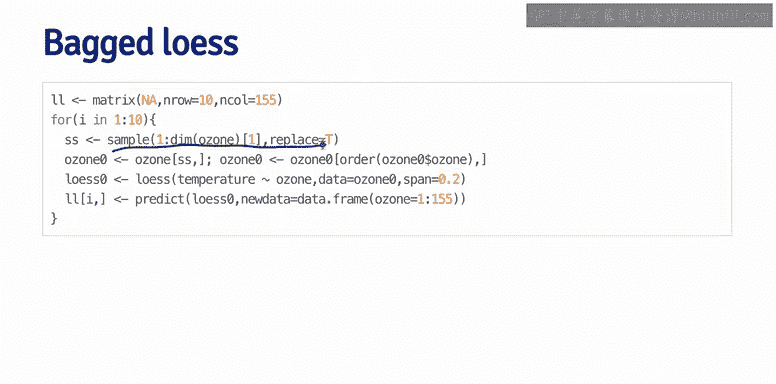 Bagged loess
ll <- matrix(NA,nrow=10,ncol=155)
for(i in 1:10){
ss <- sample(1:dim(ozone)[1],replace=T)
ozone0 <- ozone[ss,]; ozone0 <- ozone0[order(ozone0$ozone),]
loess0 <- loess(temperature ~ ozone,data=ozone0,span=0.2)
ll[i,] <- predict(loess0,newdata=data.frame(ozone=1:155))
}